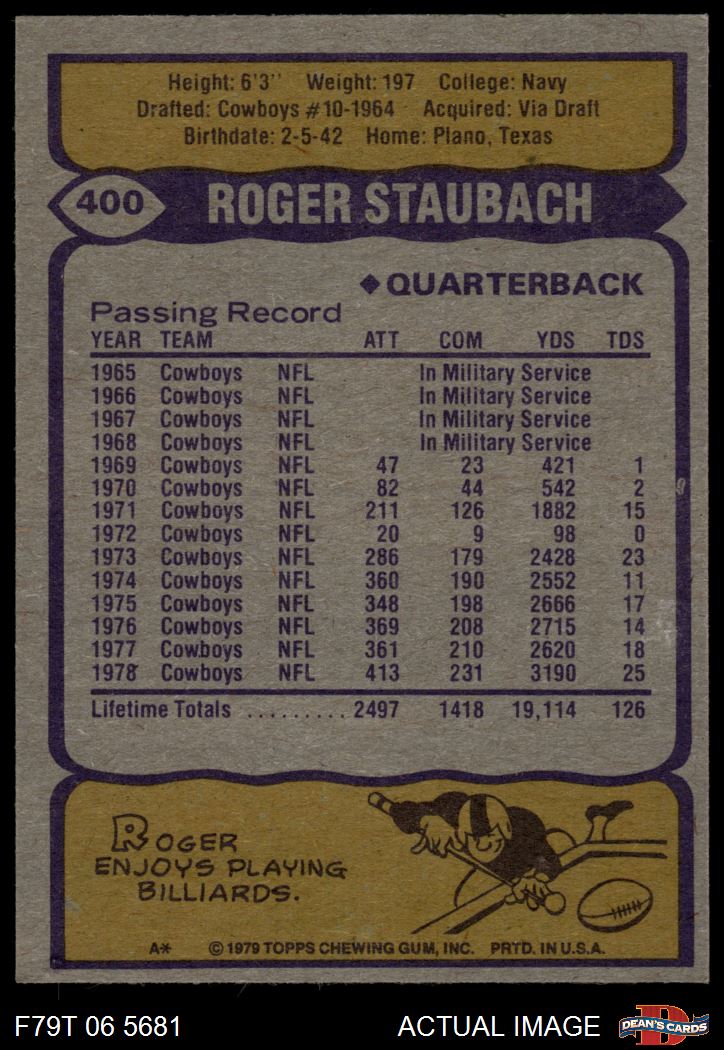 Height: 6'3'' Weight: 197 College: Navy
Drafted: Cowboys #10-1964 Acquired: Via Draft
Birthdate: 2-5-42 Home: Plano, Texas
400 ROGER STAUBACH
◆QUARTERBACK
Passing Record
YEAR TEAM ATT COM YDS TDS
1965 Cowboys NFL In Military Service
1966 Cowboys NFL In Military Service
1967 Cowboys NFL In Military Service
1968 Cowboys NFL In Military Service
1969 Cowboys NFL 47 23 421 1
1970 Cowboys NFL 82 44 542 2
1971 Cowboys NFL 211 126 1882 15
1972 Cowboys NFL 20 9 98 0
1973 Cowboys NFL 286 179 2428 23
1974 Cowboys NFL 360 190 2552 11
1975 Cowboys NFL 348 198 2666 17
1976 Cowboys NFL 369 208 2715 14
1977 Cowboys NFL 361 210 2620 18
1978 Cowboys NFL 413 231 3190 25
Lifetime Totals ......... 2497 1418 19,114 126
ROGER
ENJOYS PLAYING
BILLIARDS.
A* © 1979 TOPPS CHEWING GUM, INC. PRTD. IN U.S.A.
F79T 06 5681 ACTUAL IMAGE D DEAN'S CARDS